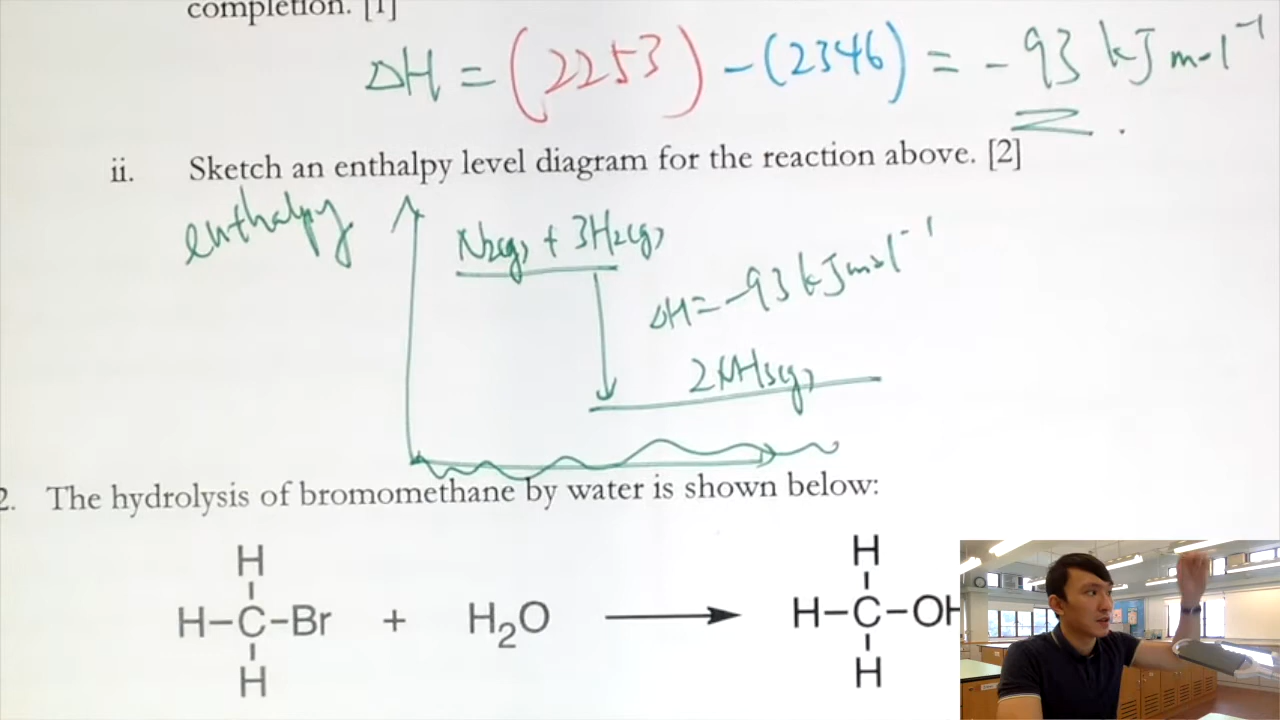 completion. [1]
ΔH = (2253) - (2346) = -93 kJ mol⁻¹
ii. Sketch an enthalpy level diagram for the reaction above. [2]
enthalpy
N₂(g) + 3H₂(g)
ΔH = -93 kJ mol⁻¹
2NH₃(g)
2. The hydrolysis of bromomethane by water is shown below:
H H
H-C-Br + H₂O → H-C-OH
H H